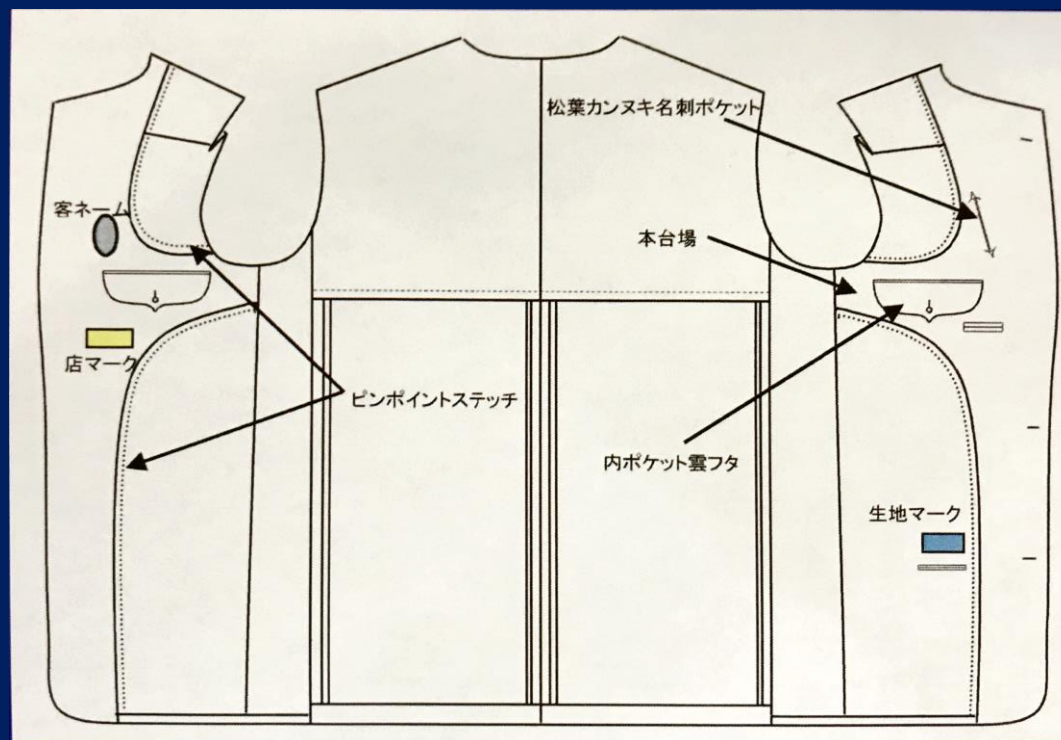 松葉カンヌキ名刺ポケット
客ネーム
本台場
店マーク
ピンポイントステッチ
内ポケット雲フタ
生地マーク